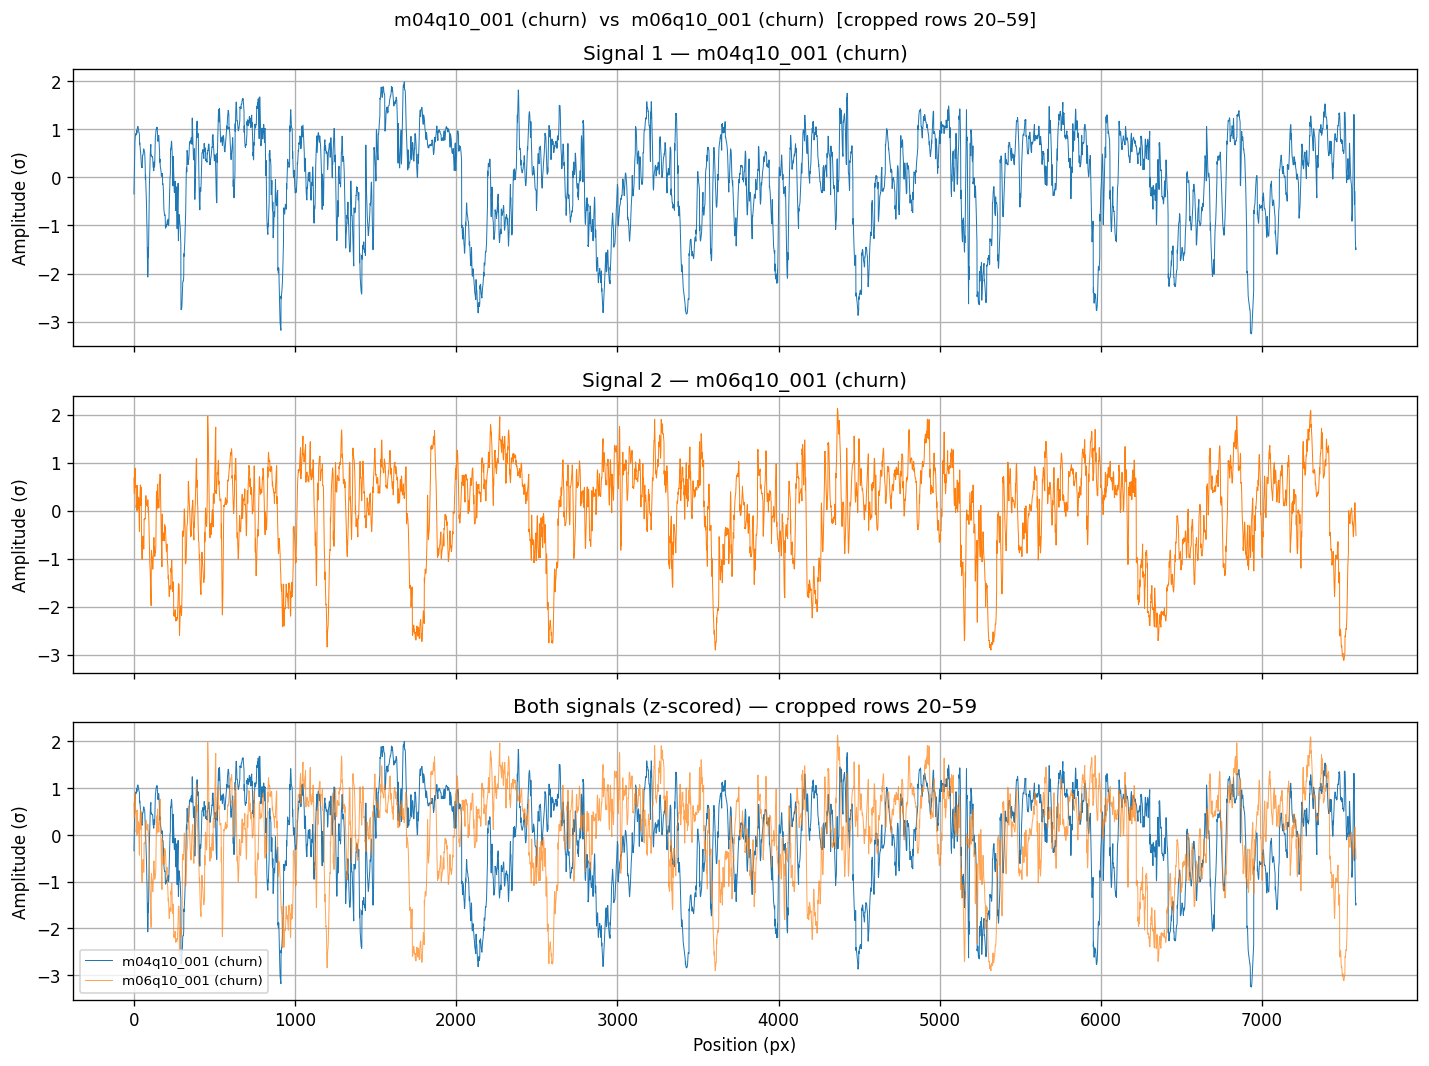 m04q10_001 (churn)  vs  m06q10_001 (churn)  [cropped rows 20–59]
Signal 1 — m04q10_001 (churn)
Amplitude (σ)
2
1
0
−1
−2
−3
Signal 2 — m06q10_001 (churn)
Amplitude (σ)
2
1
0
−1
−2
−3
Both signals (z-scored) — cropped rows 20–59
Amplitude (σ)
2
1
0
−1
−2
−3
m04q10_001 (churn)
m06q10_001 (churn)
0 1000 2000 3000 4000 5000 6000 7000
Position (px)